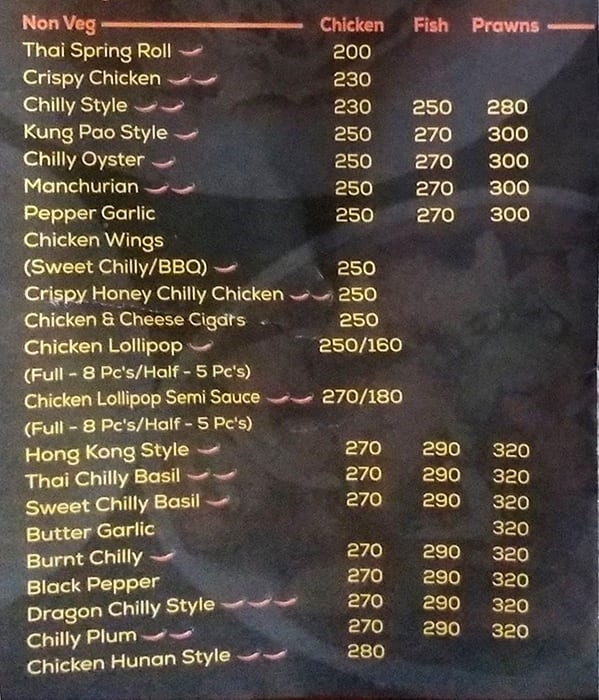 Non Veg Chicken Fish Prawns
Thai Spring Roll 200
Crispy Chicken 230
Chilly Style 230 250 280
Kung Pao Style 250 270 300
Chilly Oyster 250 270 300
Manchurian 250 270 300
Pepper Garlic 250 270 300
Chicken Wings
(Sweet Chilly/BBQ) 250
Crispy Honey Chilly Chicken 250
Chicken & Cheese Cigars 250
Chicken Lollipop 250/160
(Full - 8 Pc's/Half - 5 Pc's)
Chicken Lollipop Semi Sauce 270/180
(Full - 8 Pc's/Half - 5 Pc's)
Hong Kong Style 270 290 320
Thai Chilly Basil 270 290 320
Sweet Chilly Basil 270 290 320
Butter Garlic 320
Burnt Chilly 270 290 320
Black Pepper 270 290 320
Dragon Chilly Style 270 290 320
Chilly Plum 270 290 320
Chicken Hunan Style 280